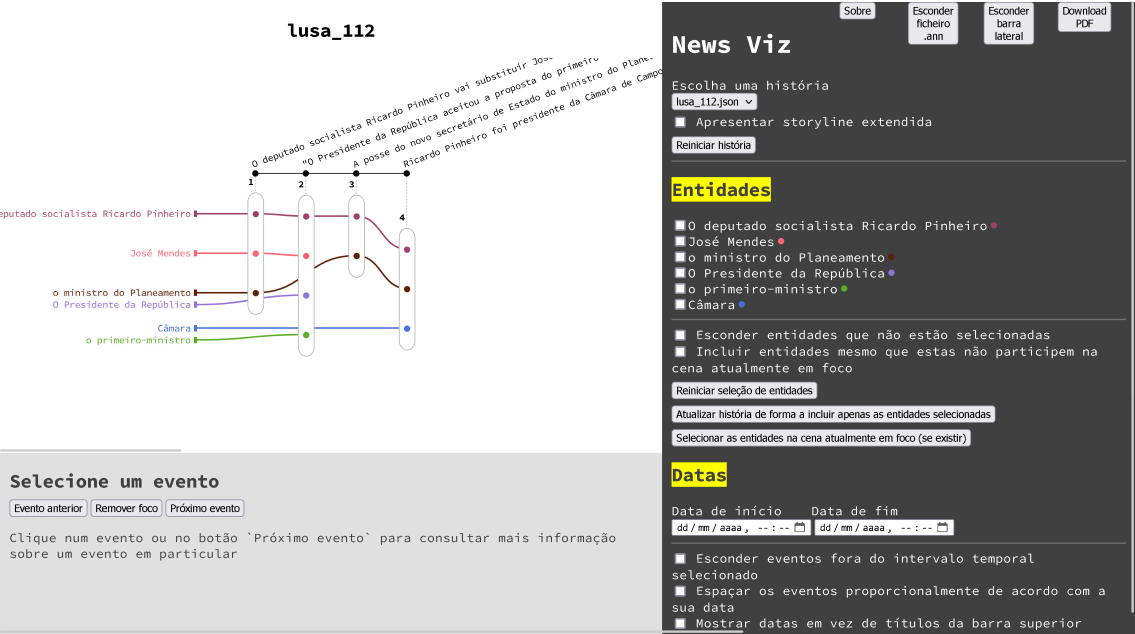 lusa_112
O deputado socialista Ricardo Pinheiro vai substituir José
"O Presidente da República aceitou a proposta do primeiro
A posse do novo secretário de Estado do ministro do
Ricardo Pinheiro foi presidente da Câmara de Campo
1
2
3
4
socialista Ricardo Pinheiro
José Mendes
o ministro do Planeamento
O Presidente da República
Câmara
o primeiro-ministro
Selecione um evento
Evento anterior Remover foco Próximo evento
Clique num evento ou no botão `Próximo evento` para consultar mais informação
sobre um evento em particular
Sobre
Esconder
ficheiro
.ann
Esconder
barra
lateral
Download
PDF
News Viz
Escolha uma história
lusa_112.json
Apresentar storyline extendida
Reiniciar história
Entidades
O deputado socialista Ricardo Pinheiro
José Mendes
o ministro do Planeamento
O Presidente da República
o primeiro-ministro
Câmara
Esconder entidades que não estão selecionadas
Incluir entidades mesmo que estas não participem na
cena atualmente em foco
Reiniciar seleção de entidades
Atualizar história de forma a incluir apenas as entidades selecionadas
Selecionar as entidades na cena atualmente em foco (se existir)
Datas
Data de início Data de fim
dd/mm/aaaa, --:-- dd/mm/aaaa, --:--
Esconder eventos fora do intervalo temporal
selecionado
Espaçar os eventos proporcionalmente de acordo com a
sua data
Mostrar datas em vez de títulos da barra superior